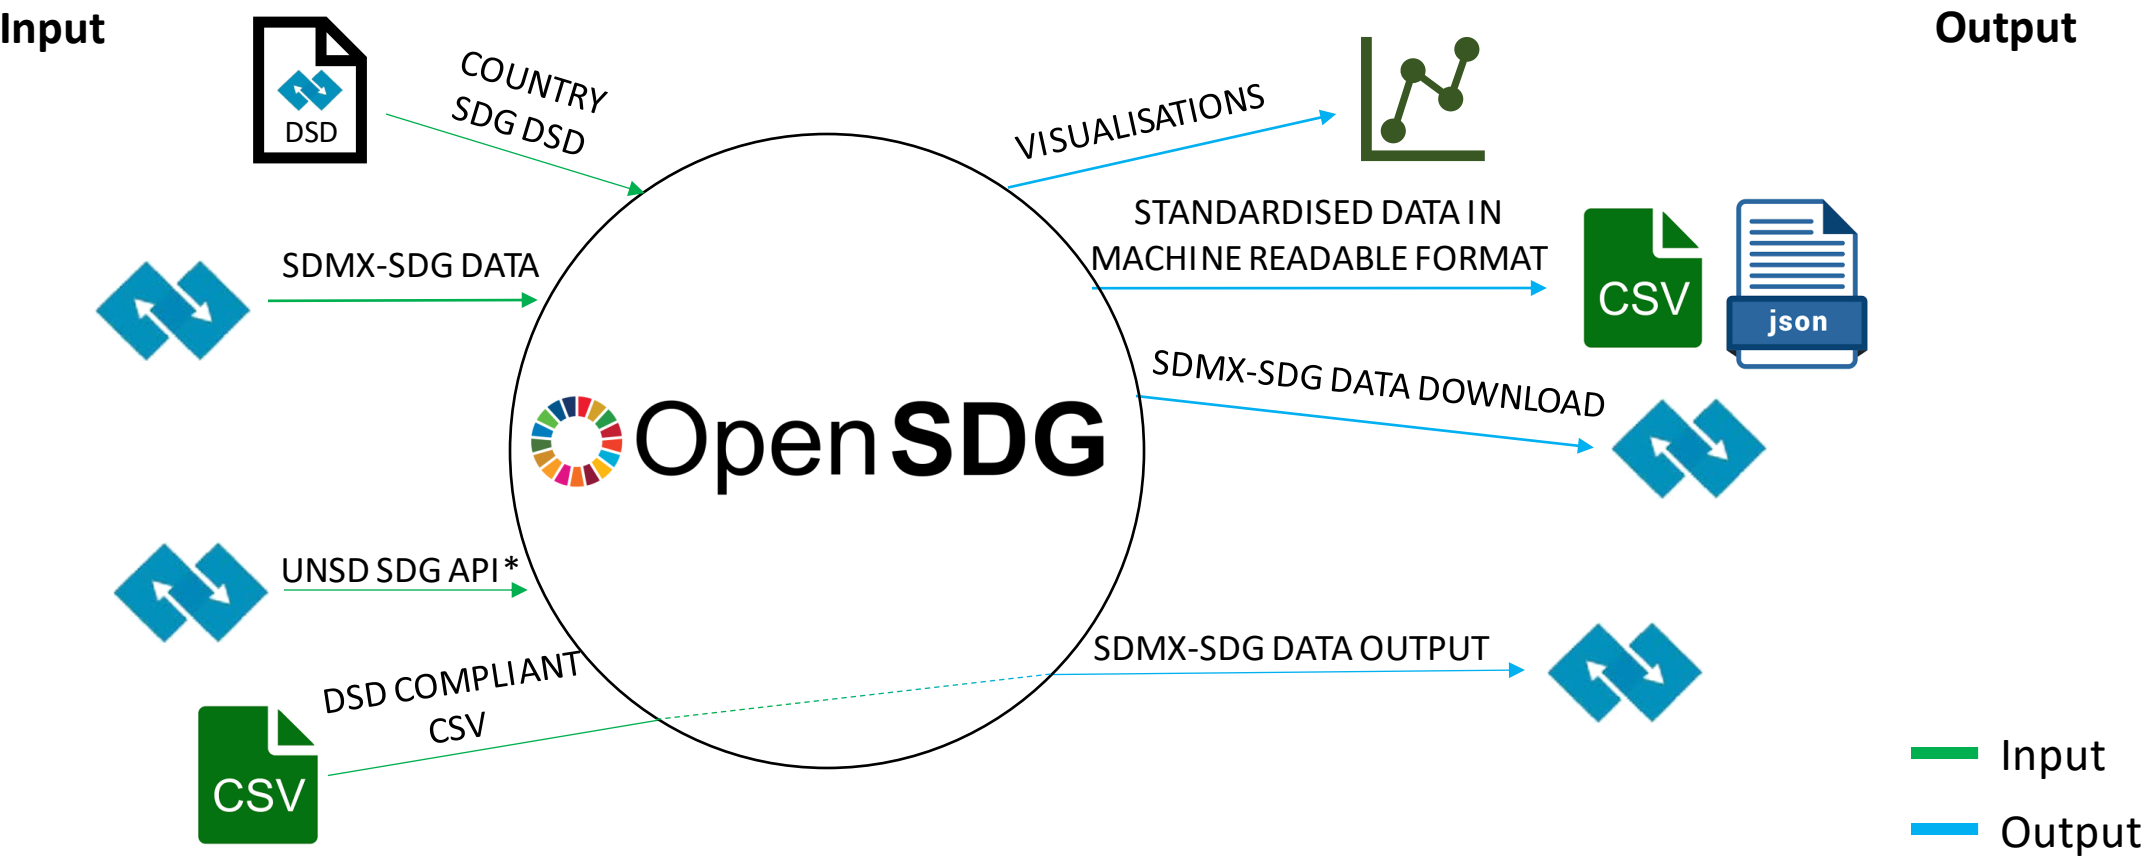 Input
Output
DSD
COUNTRY
SDG DSD
VISUALISATIONS
STANDARDISED DATA IN
MACHINE READABLE FORMAT
CSV
json
SDMX-SDG DATA
SDMX-SDG DATA DOWNLOAD
OpenSDG
UNSD SDG API*
SDMX-SDG DATA OUTPUT
DSD COMPLIANT
CSV
CSV
Input
Output